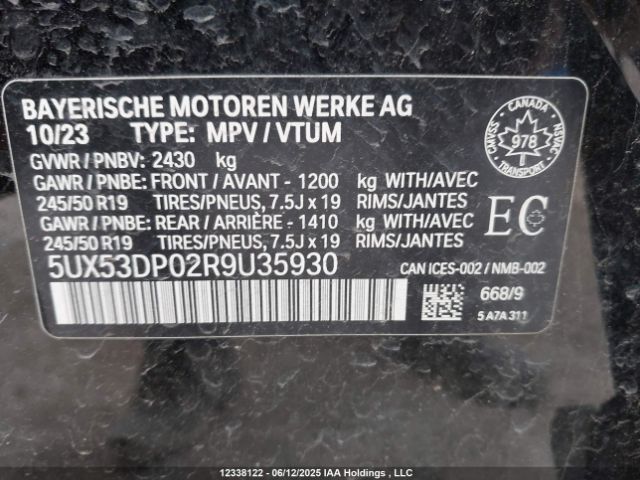 BAYERISCHE MOTOREN WERKE AG
10/23 TYPE: MPV / VTUM
GVWR / PNBV: 2430 kg
GAWR / PNBE: FRONT / AVANT - 1200 kg WITH/AVEC
245/50 R19 TIRES/PNEUS, 7.5J x 19 RIMS/JANTES
GAWR / PNBE: REAR / ARRIÈRE - 1410 kg WITH/AVEC
245/50 R19 TIRES/PNEUS, 7.5J x 19 RIMS/JANTES
5UX53DP02R9U35930
CANADA
CMVSS
NSVAC
978
TRANSPORT
EC
CAN ICES-002 / NMB-002
668/9
5 A7A 311
12338122 - 06/12/2025 IAA Holdings , LLC